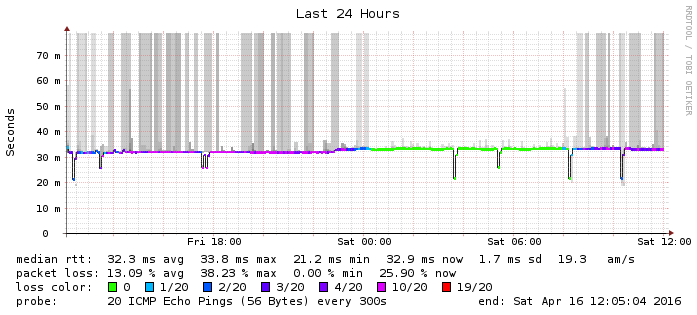 Last 24 Hours
RRDTOOL / TOBI OETIKER
Seconds
70 m
60 m
50 m
40 m
30 m
20 m
10 m
0
Fri 18:00 Sat 00:00 Sat 06:00 Sat 12:00
median rtt: 32.3 ms avg 33.8 ms max 21.2 ms min 32.9 ms now 1.7 ms sd 19.3 am/s
packet loss: 13.09 % avg 38.23 % max 0.00 % min 25.90 % now
loss color: 0 1/20 2/20 3/20 4/20 10/20 19/20
probe: 20 ICMP Echo Pings (56 Bytes) every 300s end: Sat Apr 16 12:05:04 2016